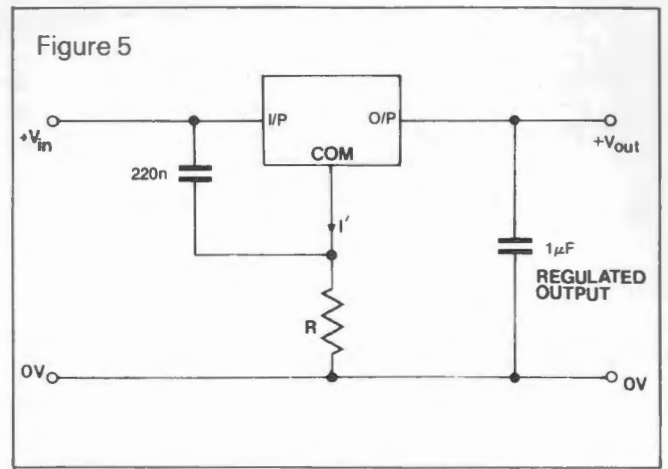 Figure 5
I/P
O/P
COM
+Vin
+Vout
220n
I'
1µF
REGULATED
OUTPUT
R
0V
0V